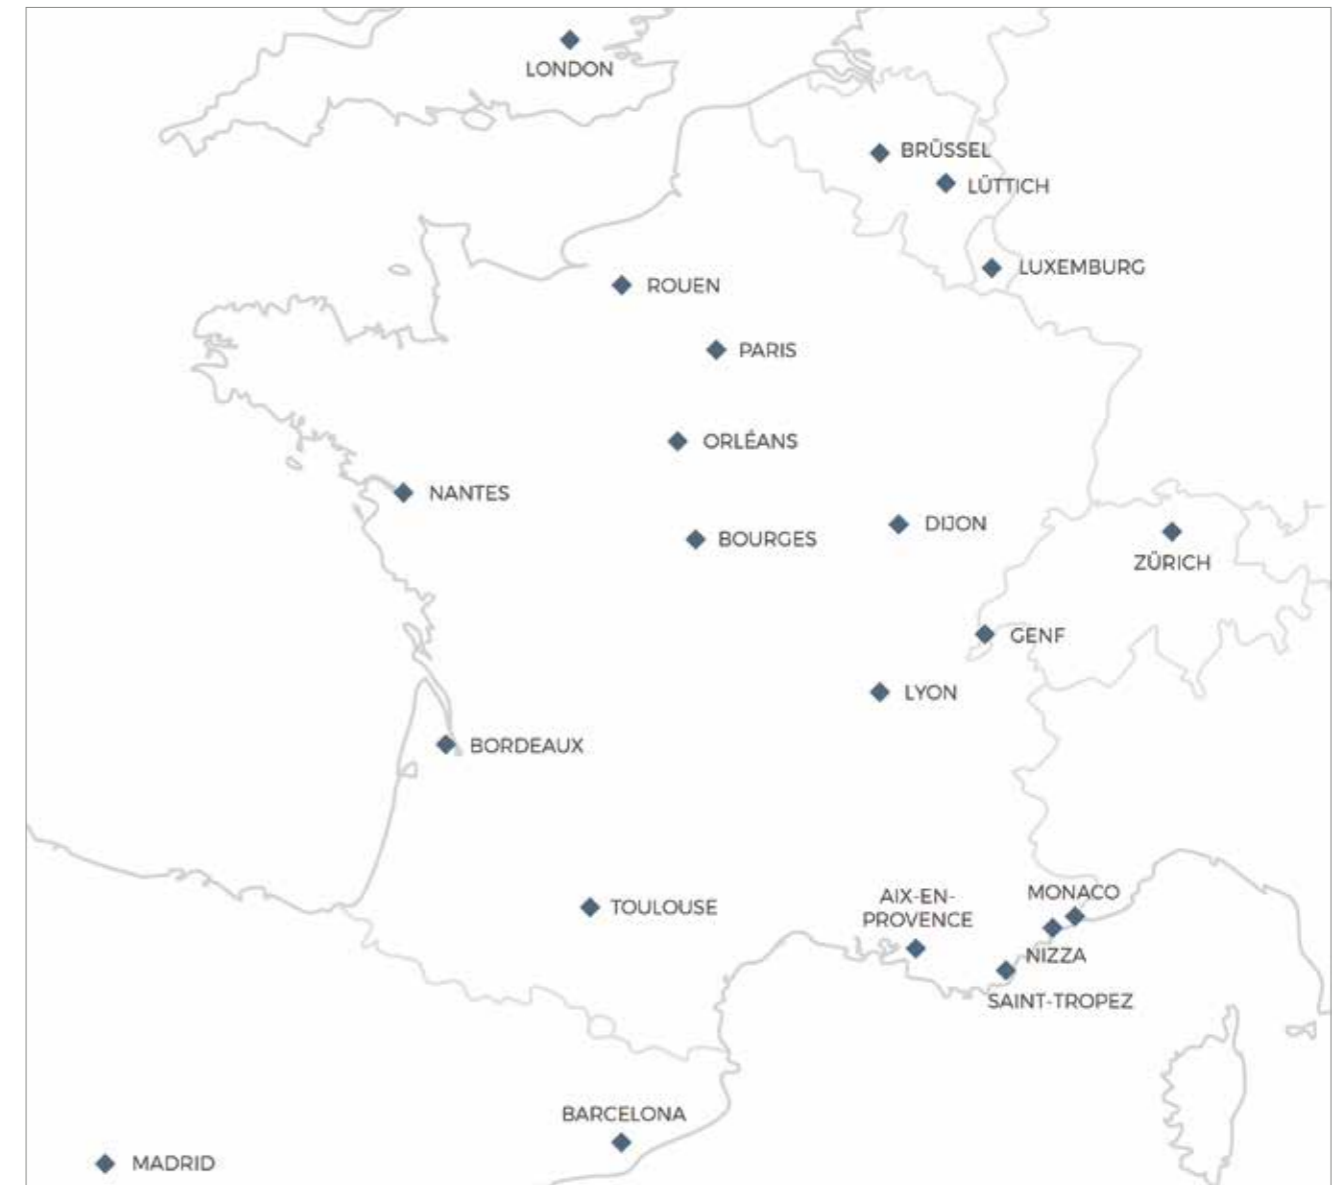 LONDON
BRÜSSEL
LÜTTICH
LUXEMBURG
ROUEN
PARIS
ORLÉANS
NANTES
DIJON
BOURGES
ZÜRICH
GENF
LYON
BORDEAUX
AIX-EN-
PROVENCE
MONACO
TOULOUSE
NIZZA
SAINT-TROPEZ
BARCELONA
MADRID